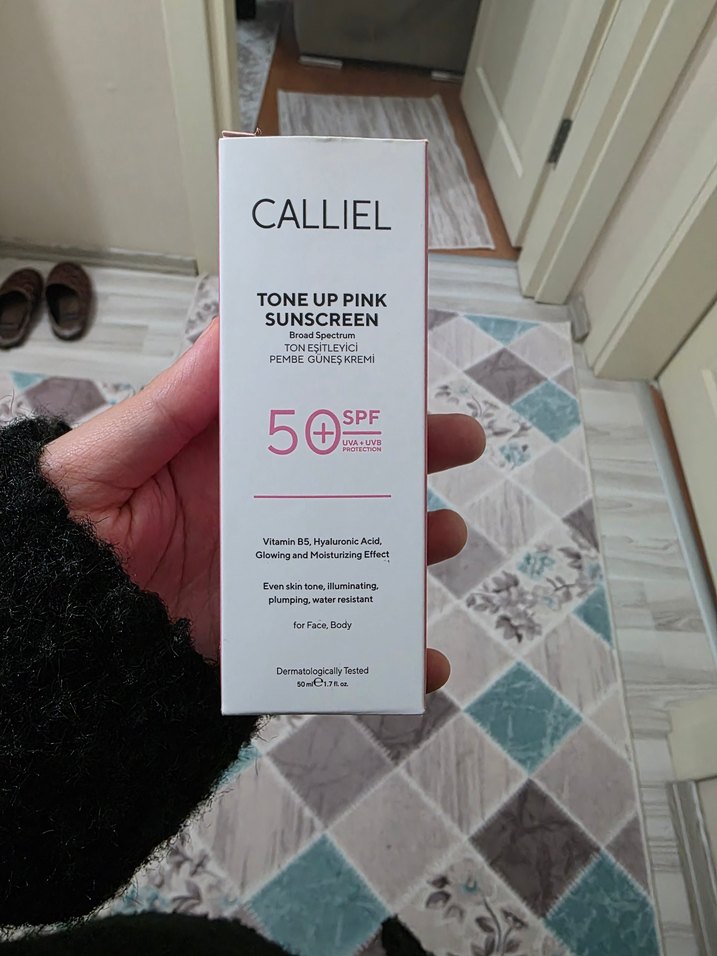 CALLIEL
TONE UP PINK
SUNSCREEN
Broad Spectrum
TON EŞİTLEYİCİ
PEMBE GÜNEŞ KREMİ
50+ SPF
UVA + UVB
PROTECTION
Vitamin B5, Hyaluronic Acid,
Glowing and Moisturizing Effect
Even skin tone, illuminating,
plumping, water resistant
for Face, Body
Dermatologically Tested
50 ml ℮ 1.7 fl. oz.